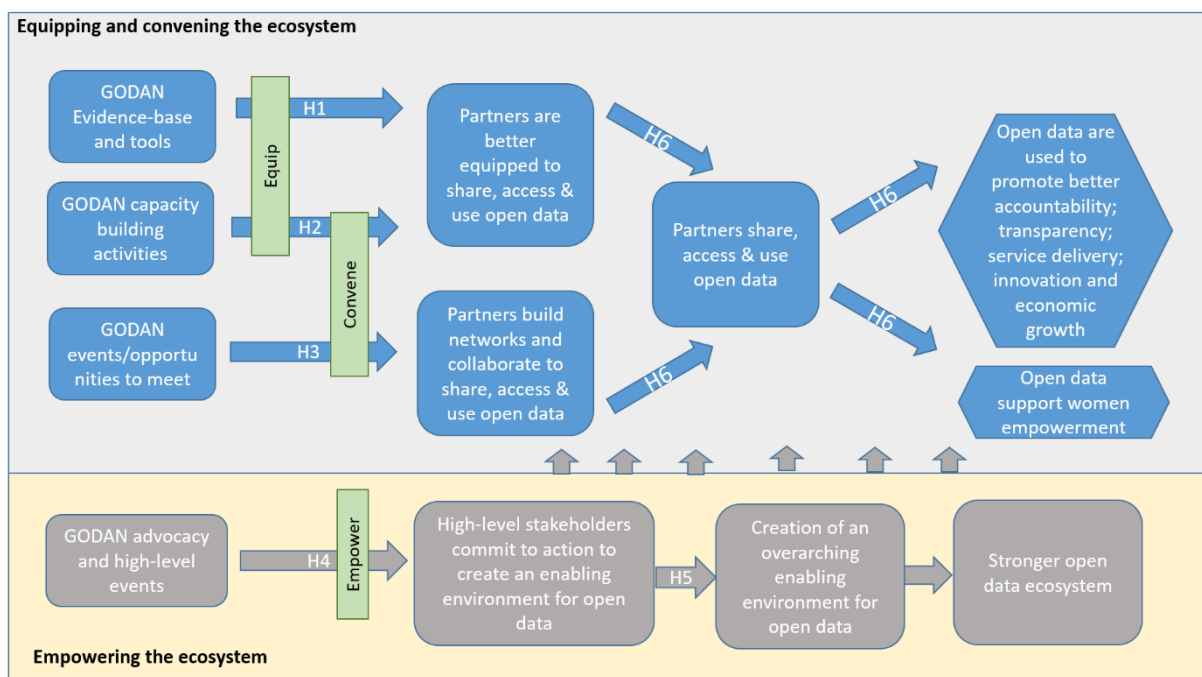 Equipping and convening the ecosystem
GODAN
Evidence-base
and tools
H1
Equip
Partners are
better
equipped to
share, access &
use open data
H6
Open data are
used to
promote better
accountability;
transparency;
service delivery;
innovation and
economic
growth
GODAN capacity
building
activities
H2
Convene
Partners share,
access & use
open data
H6
GODAN
events/opportu
nities to meet
H3
Partners build
networks and
collaborate to
share, access &
use open data
H6
H6
Open data
support women
empowerment
GODAN advocacy
and high-level
events
H4
Empower
High-level stakeholders
commit to action to
create an enabling
environment for open
data
H5
Creation of an
overarching
enabling
environment for
open data
Stronger open
data ecosystem
Empowering the ecosystem